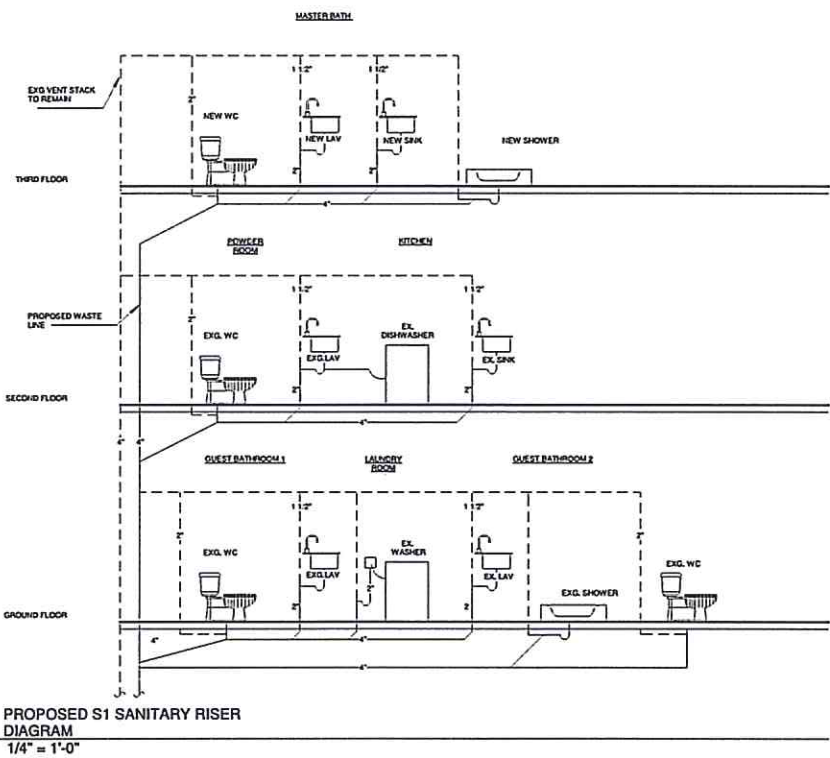 MASTER BATH
EXG VENT STACK
TO REMAIN
1 1/2"
1 1/2"
2"
NEW WC
NEW LAV
NEW SINK
NEW SHOWER
2"
2"
THIRD FLOOR
4"
POWDER
ROOM
KITCHEN
1 1/2"
1 1/2"
PROPOSED WASTE
LINE
2"
EXG. WC
EXG.LAV
EX.
DISHWASHER
EX. SINK
2"
2"
SECOND FLOOR
4"
4"
4"
GUEST BATHROOM 1
LAUNDRY
ROOM
GUEST BATHROOM 2
1 1/2"
1 1/2"
2"
2"
EXG. WC
EXG.LAV
EX.
WASHER
EX. LAV
EXG. WC
2"
EXG. SHOWER
2"
2
GROUND FLOOR
4"
4"
4"
PROPOSED S1 SANITARY RISER
DIAGRAM
1/4" = 1'-0"